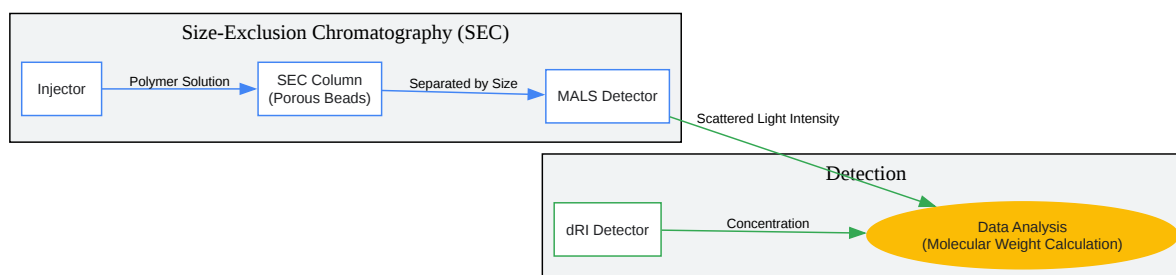 Size-Exclusion Chromatography (SEC)
Injector
Polymer Solution
SEC Column
(Porous Beads)
Separated by Size
MALS Detector
Scattered Light Intensity
Detection
dRI Detector
Concentration
Data Analysis
(Molecular Weight Calculation)